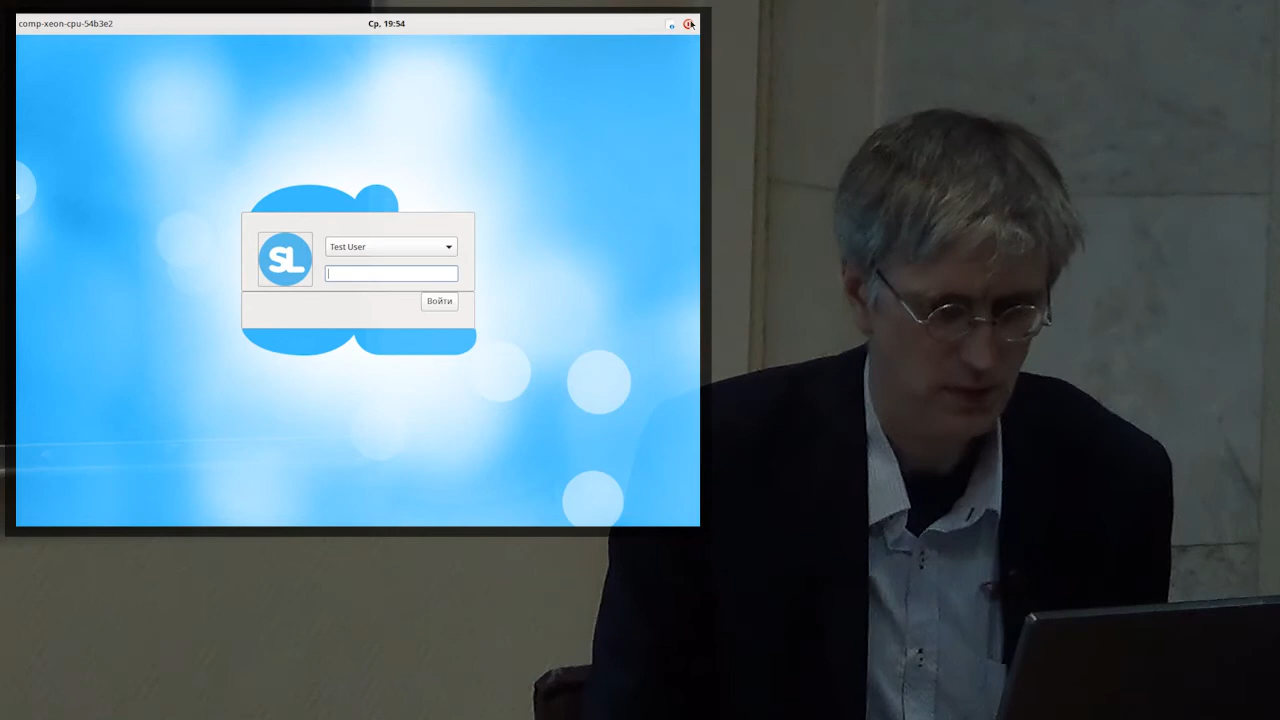 comp-xeon-cpu-54b3e2
Ср, 19:54
SL
Test User
Войти